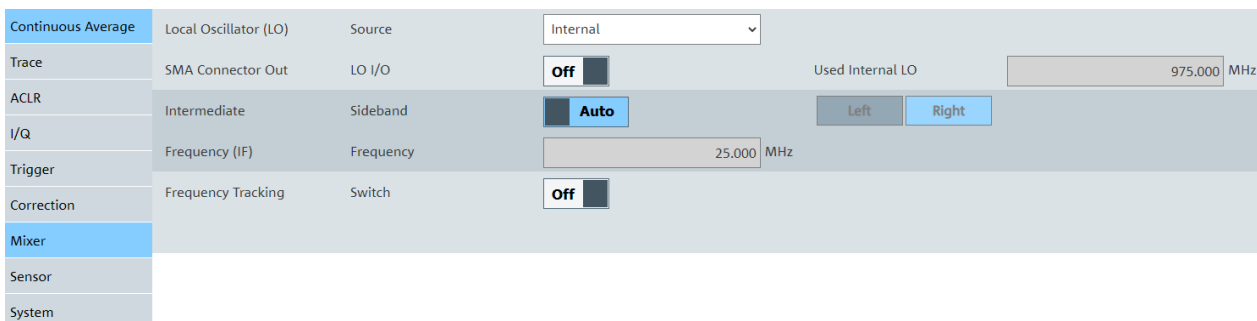 Continuous Average
Local Oscillator (LO) Source Internal
Trace
SMA Connector Out LO I/O Off Used Internal LO 975.000 MHz
ACLR
Intermediate Sideband Auto Left Right
I/Q
Frequency (IF) Frequency 25.000 MHz
Trigger
Frequency Tracking Switch Off
Correction
Mixer
Sensor
System